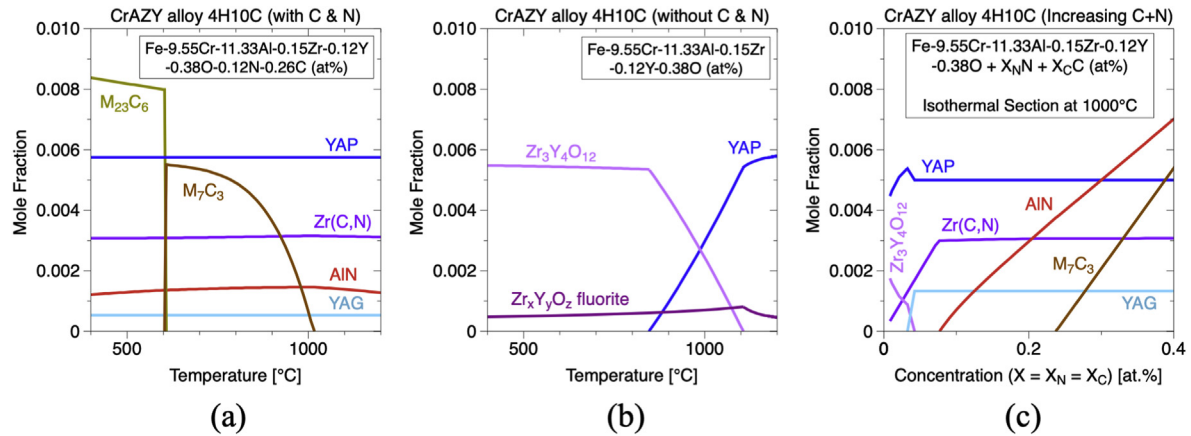 CrAZY alloy 4H10C (with C & N)
Fe-9.55Cr-11.33Al-0.15Zr-0.12Y
-0.38O-0.12N-0.26C (at%)
0.010
0.008
0.006
0.004
0.002
0
Mole Fraction
M₂₃C₆
YAP
M₇C₃
Zr(C,N)
AlN
YAG
500
1000
Temperature [°C]
(a)
CrAZY alloy 4H10C (without C & N)
Fe-9.55Cr-11.33Al-0.15Zr
-0.12Y-0.38O (at%)
0.010
0.008
0.006
0.004
0.002
0
Mole Fraction
Zr₃Y₄O₁₂
YAP
ZrₓYᵧO_z fluorite
500
1000
Temperature [°C]
(b)
CrAZY alloy 4H10C (Increasing C+N)
Fe-9.55Cr-11.33Al-0.15Zr-0.12Y
-0.38O + X_NN + X_CC (at%)
Isothermal Section at 1000°C
0.010
0.008
0.006
0.004
0.002
0
Mole Fraction
YAP
Zr₃Y₄O₁₂
Zr(C,N)
AlN
M₇C₃
YAG
0
0.2
0.4
Concentration (X = X_N = X_C) [at.%]
(c)